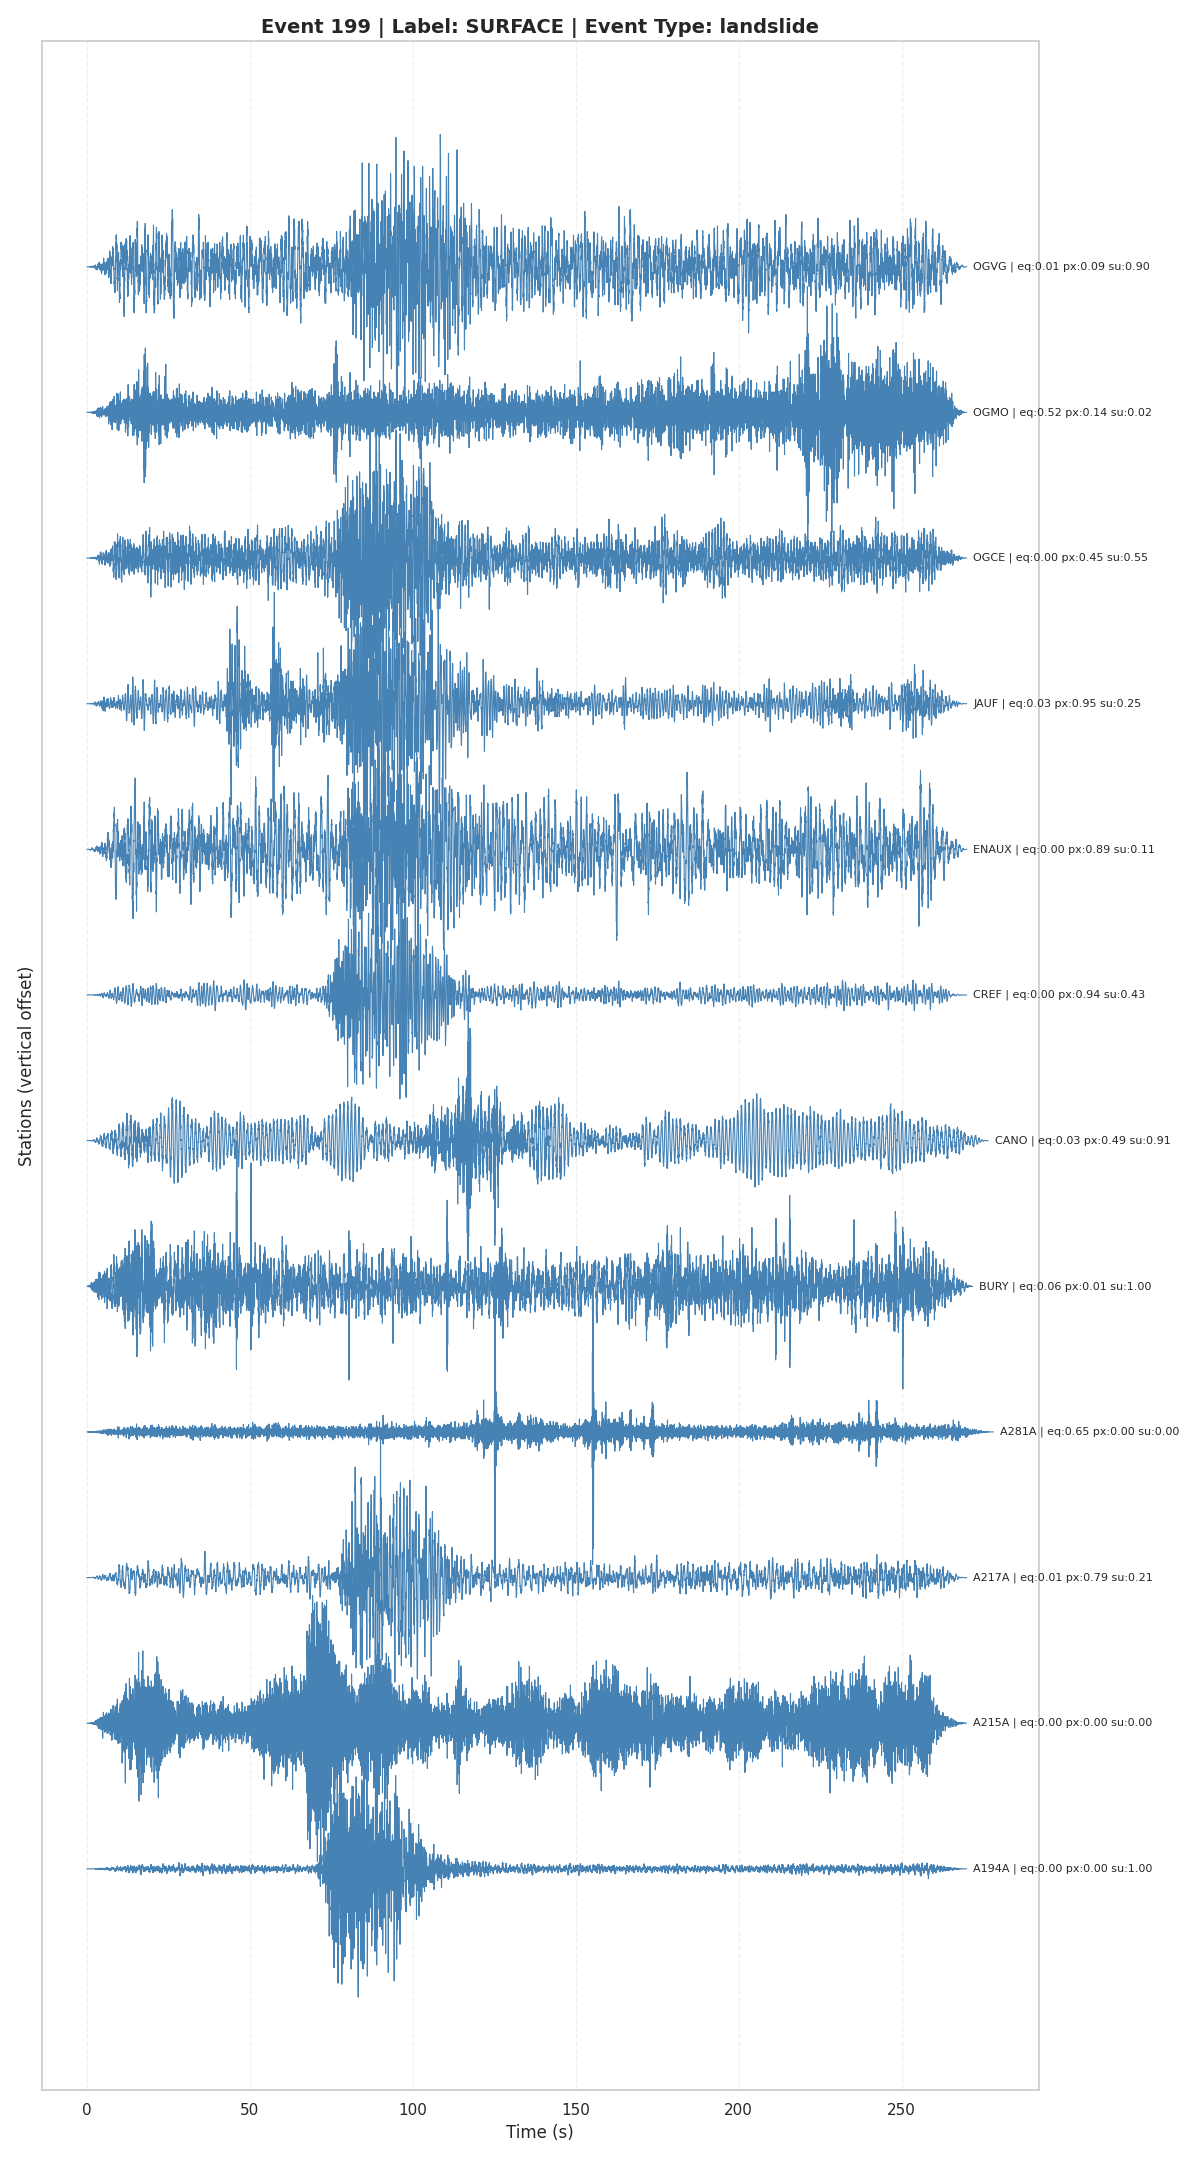 Event 199 | Label: SURFACE | Event Type: landslide
OGVG | eq:0.01 px:0.09 su:0.90
OGMO | eq:0.52 px:0.14 su:0.02
OGCE | eq:0.00 px:0.45 su:0.55
JAUF | eq:0.03 px:0.95 su:0.25
ENAUX | eq:0.00 px:0.89 su:0.11
CREF | eq:0.00 px:0.94 su:0.43
CANO | eq:0.03 px:0.49 su:0.91
BURY | eq:0.06 px:0.01 su:1.00
A281A | eq:0.65 px:0.00 su:0.00
A217A | eq:0.01 px:0.79 su:0.21
A215A | eq:0.00 px:0.00 su:0.00
A194A | eq:0.00 px:0.00 su:1.00
Stations (vertical offset)
0 50 100 150 200 250
Time (s)